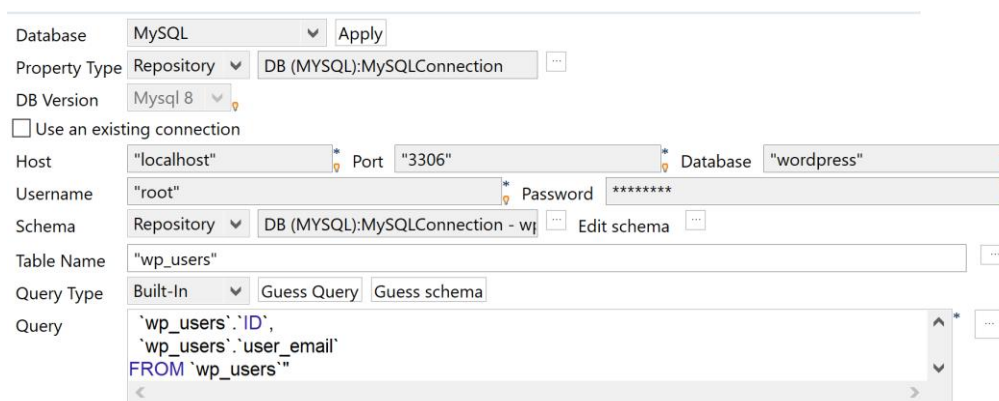 Database MySQL Apply
Property Type Repository DB (MYSQL):MySQLConnection ...
DB Version Mysql 8
Use an existing connection
Host "localhost" * Port "3306" * Database "wordpress"
Username "root" * Password ********
Schema Repository DB (MYSQL):MySQLConnection - wp ... Edit schema ...
Table Name "wp_users" ...
Query Type Built-In Guess Query Guess schema
Query `wp_users`.`ID`, * ...
`wp_users`.`user_email`
FROM `wp_users`"